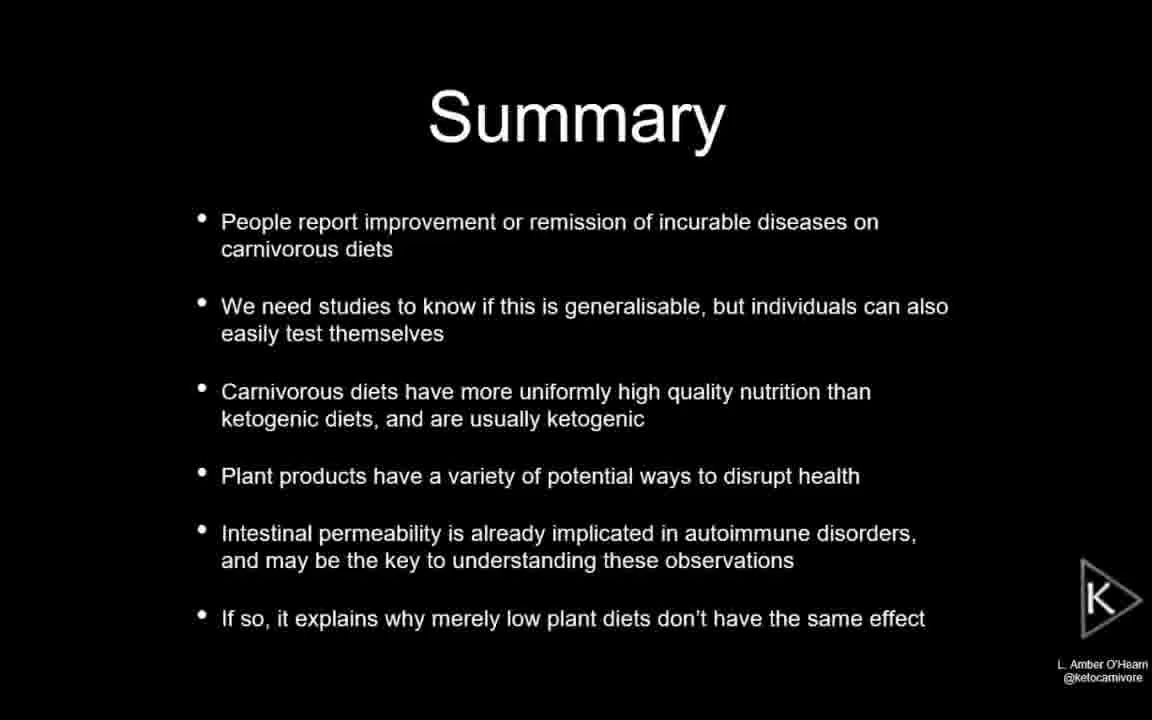 Summary
• People report improvement or remission of incurable diseases on
carnivorous diets
• We need studies to know if this is generalisable, but individuals can also
easily test themselves
• Carnivorous diets have more uniformly high quality nutrition than
ketogenic diets, and are usually ketogenic
• Plant products have a variety of potential ways to disrupt health
• Intestinal permeability is already implicated in autoimmune disorders,
and may be the key to understanding these observations
• If so, it explains why merely low plant diets don't have the same effect
K
L. Amber O'Hearn
@ketocarnivore